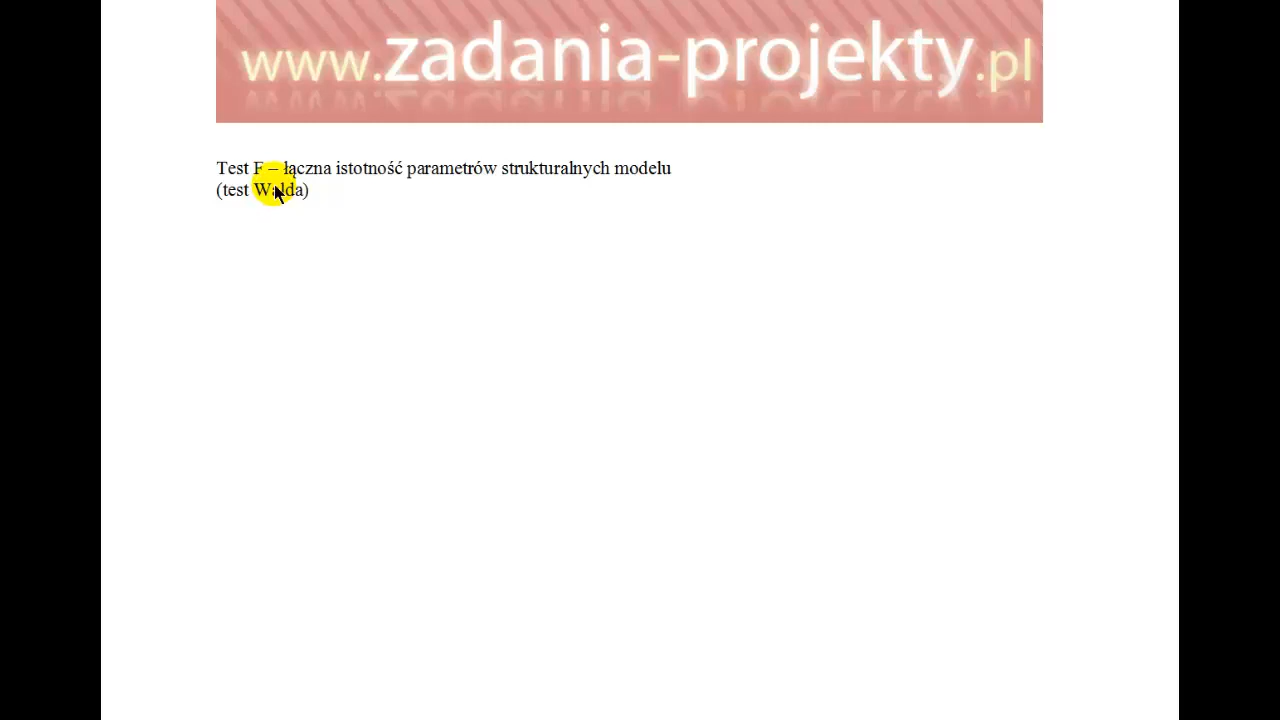 www.zadania-projekty.pl
Test F – łączna istotność parametrów strukturalnych modelu
(test Walda)